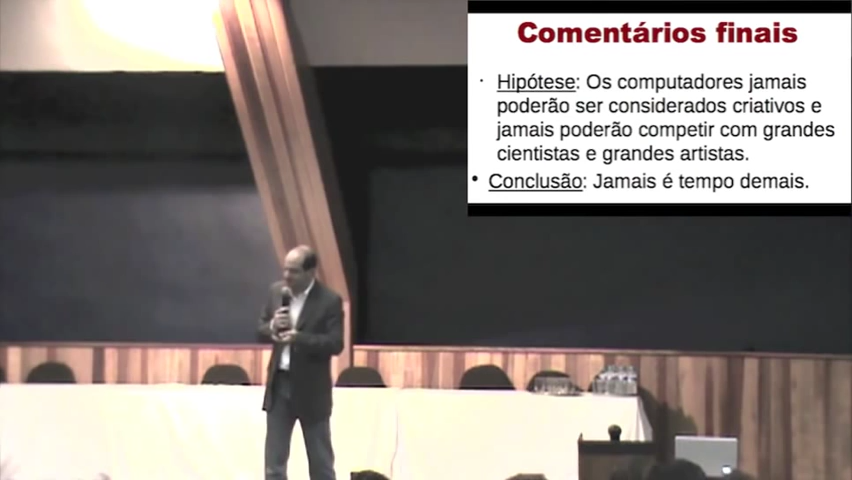 Comentários finais
· Hipótese: Os computadores jamais
poderão ser considerados criativos e
jamais poderão competir com grandes
cientistas e grandes artistas.
• Conclusão: Jamais é tempo demais.